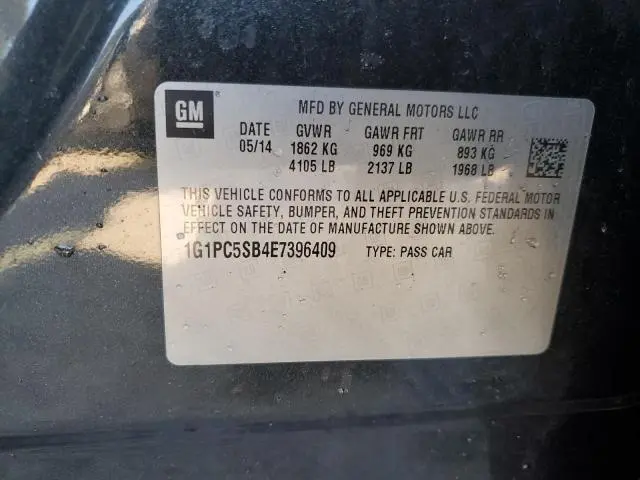 GM
MFD BY GENERAL MOTORS LLC
DATE GVWR GAWR FRT GAWR RR
05/14 1862 KG 969 KG 893 KG
4105 LB 2137 LB 1968 LB
THIS VEHICLE CONFORMS TO ALL APPLICABLE U.S. FEDERAL MOTOR
VEHICLE SAFETY, BUMPER, AND THEFT PREVENTION STANDARDS IN
EFFECT ON THE DATE OF MANUFACTURE SHOWN ABOVE.
1G1PC5SB4E7396409 TYPE: PASS CAR